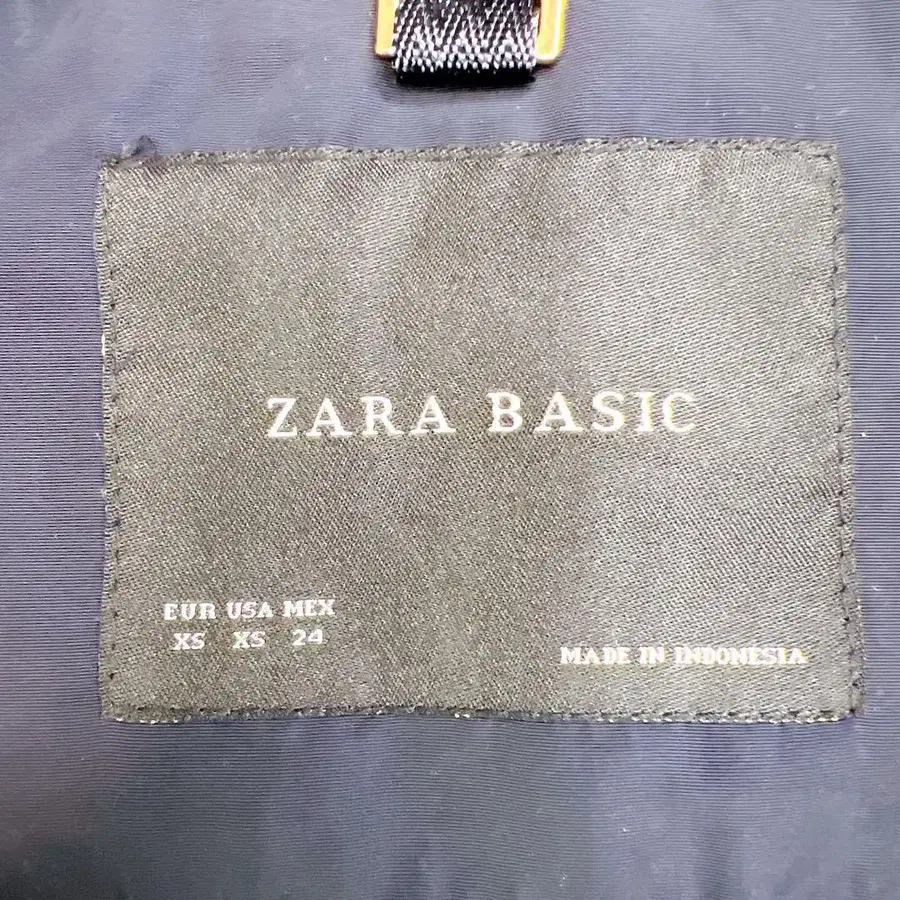 ZARA BASIC
EUR USA MEX
XS XS 24
MADE IN INDONESIA